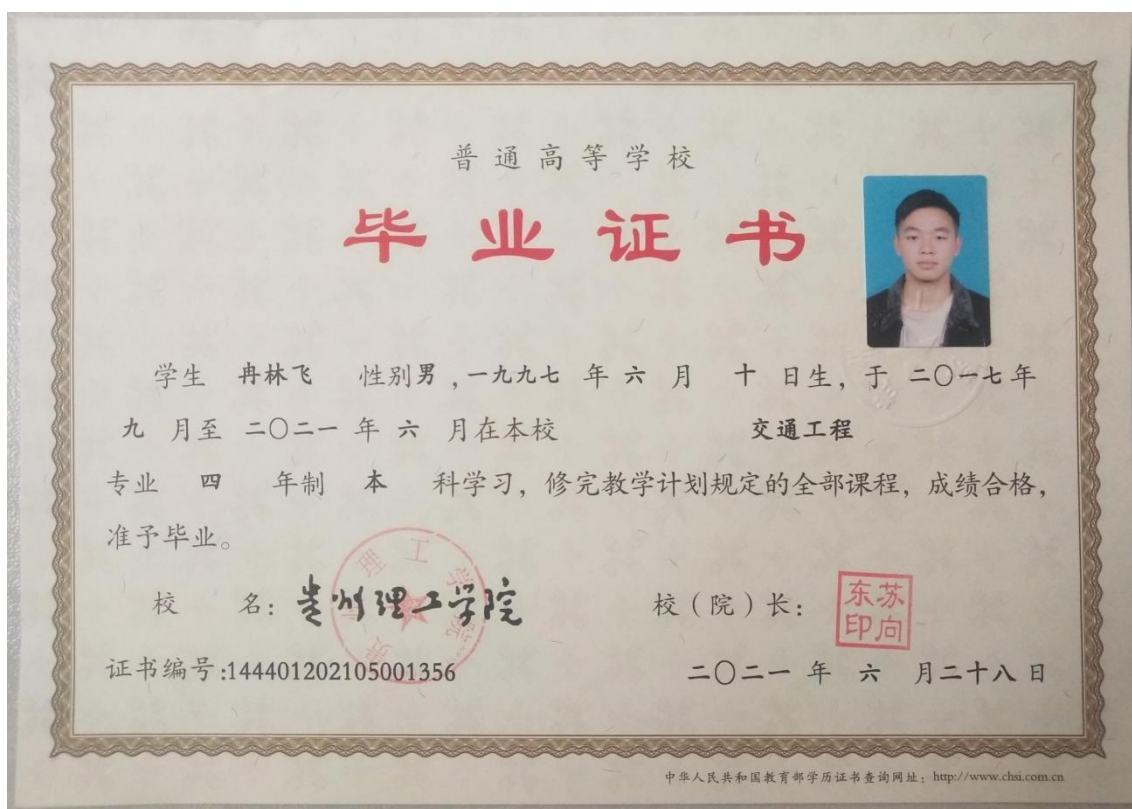 普通高等学校
毕业证书
学生 冉林飞 性别男，一九九七 年 六 月 十 日生，于 二〇一七年
九 月至 二〇二一 年 六 月在本校 交通工程
专业 四 年制 本 科学习，修完教学计划规定的全部课程，成绩合格，
准予毕业。
校 名：贵州理工学院 校（院）长：苏向东印
证书编号:144401202105001356 二〇二一 年 六 月二十八日
中华人民共和国教育部学历证书查询网址：http://www.chsi.com.cn